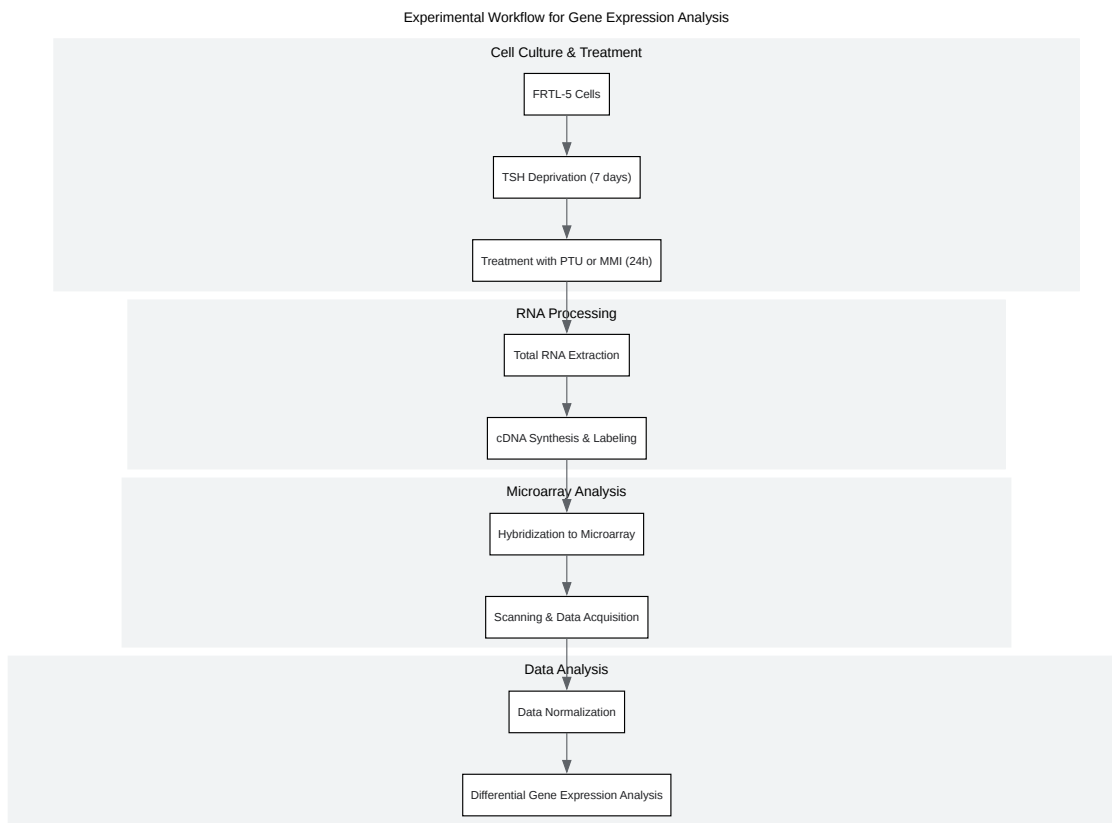 Experimental Workflow for Gene Expression Analysis
Cell Culture & Treatment
FRTL-5 Cells
TSH Deprivation (7 days)
Treatment with PTU or MMI (24h)
RNA Processing
Total RNA Extraction
cDNA Synthesis & Labeling
Microarray Analysis
Hybridization to Microarray
Scanning & Data Acquisition
Data Analysis
Data Normalization
Differential Gene Expression Analysis